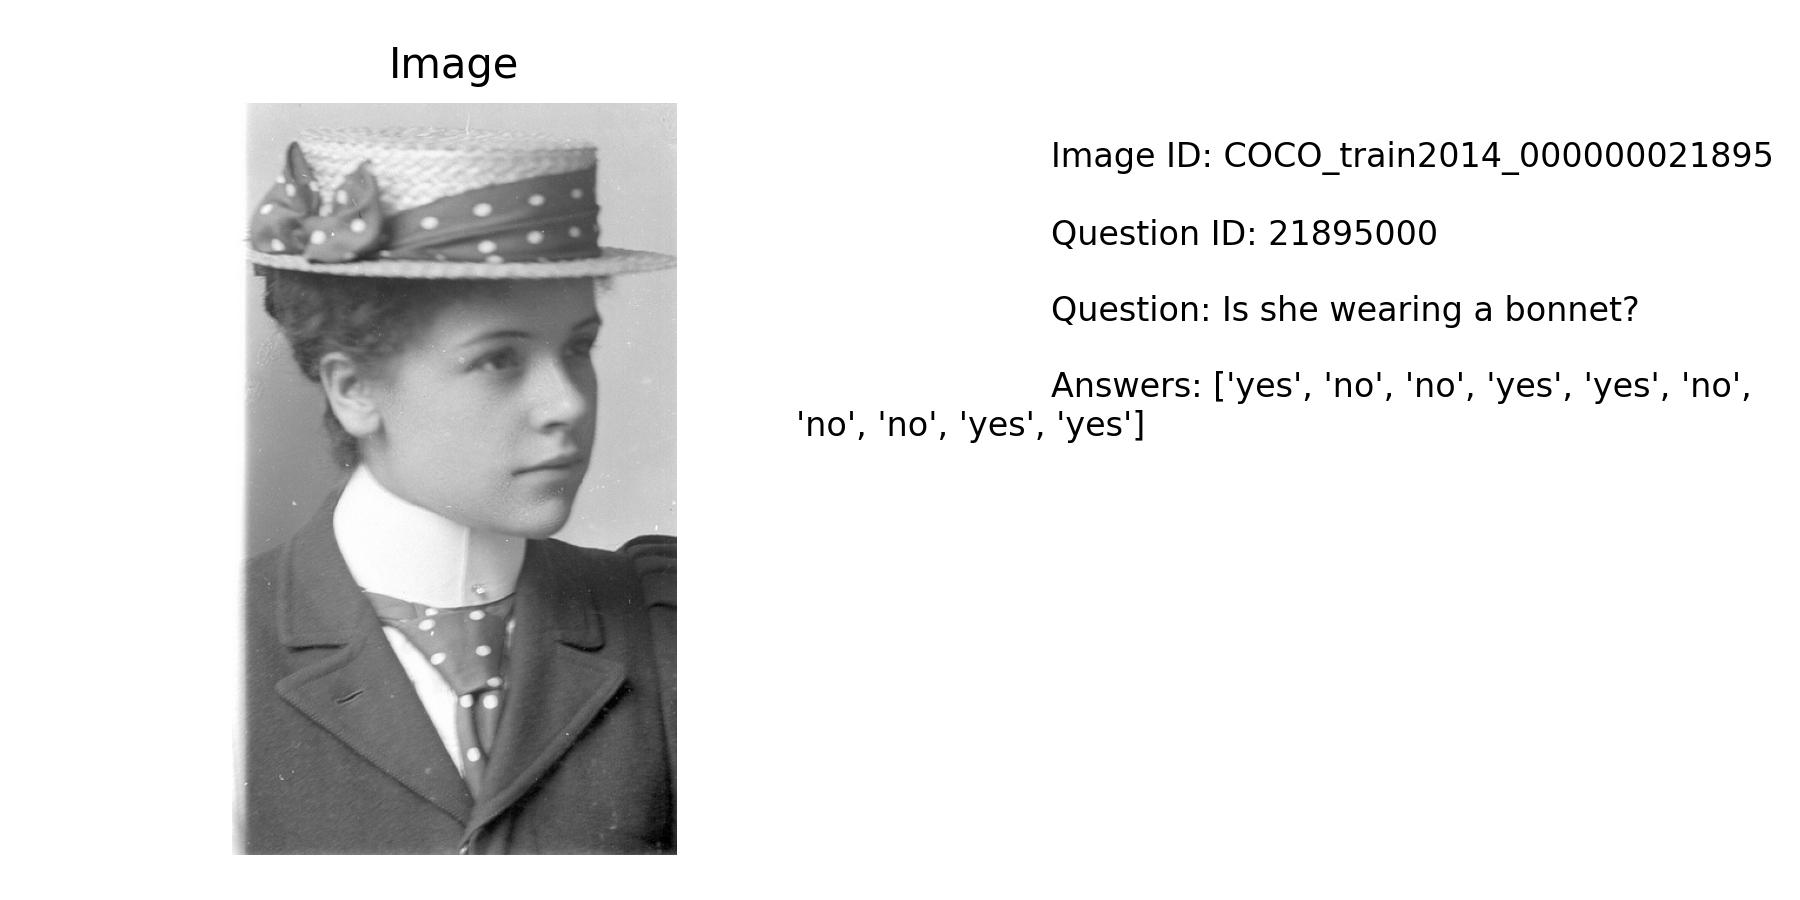 Image
Image ID: COCO_train2014_000000021895
Question ID: 21895000
Question: Is she wearing a bonnet?
Answers: ['yes', 'no', 'no', 'yes', 'yes', 'no',
'no', 'no', 'yes', 'yes']